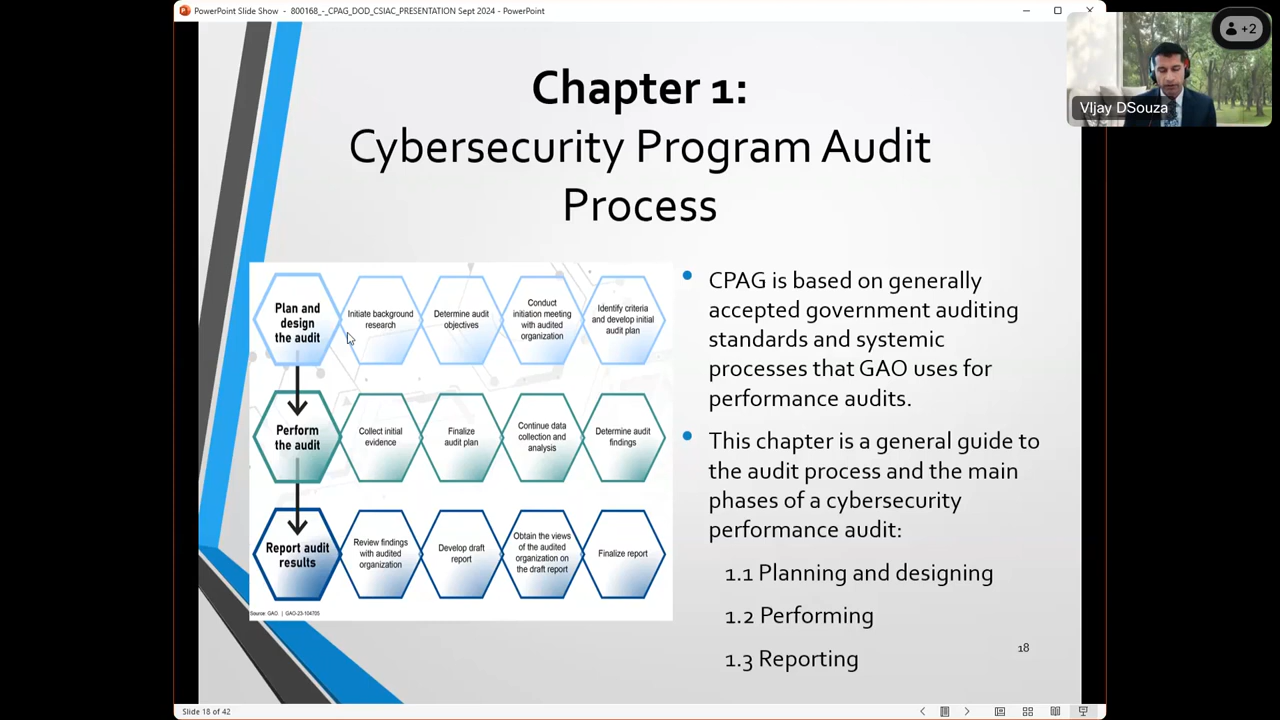 PowerPoint Slide Show - 800168_-_CPAG_DOD_CSIAC_PRESENTATION Sept 2024 - PowerPoint
+2
VIjay DSouza
Chapter 1:
Cybersecurity Program Audit
Process
Plan and
design
the audit
Initiate background
research
Determine audit
objectives
Conduct
initiation meeting
with audited
organization
Identify criteria
and develop initial
audit plan
Perform
the audit
Collect initial
evidence
Finalize
audit plan
Continue data
collection and
analysis
Determine audit
findings
Report audit
results
Review findings
with audited
organization
Develop draft
report
Obtain the views
of the audited
organization on
the draft report
Finalize report
Source: GAO. | GAO-23-104705
• CPAG is based on generally
accepted government auditing
standards and systemic
processes that GAO uses for
performance audits.
• This chapter is a general guide to
the audit process and the main
phases of a cybersecurity
performance audit:
1.1 Planning and designing
1.2 Performing
1.3 Reporting
18
Slide 18 of 42